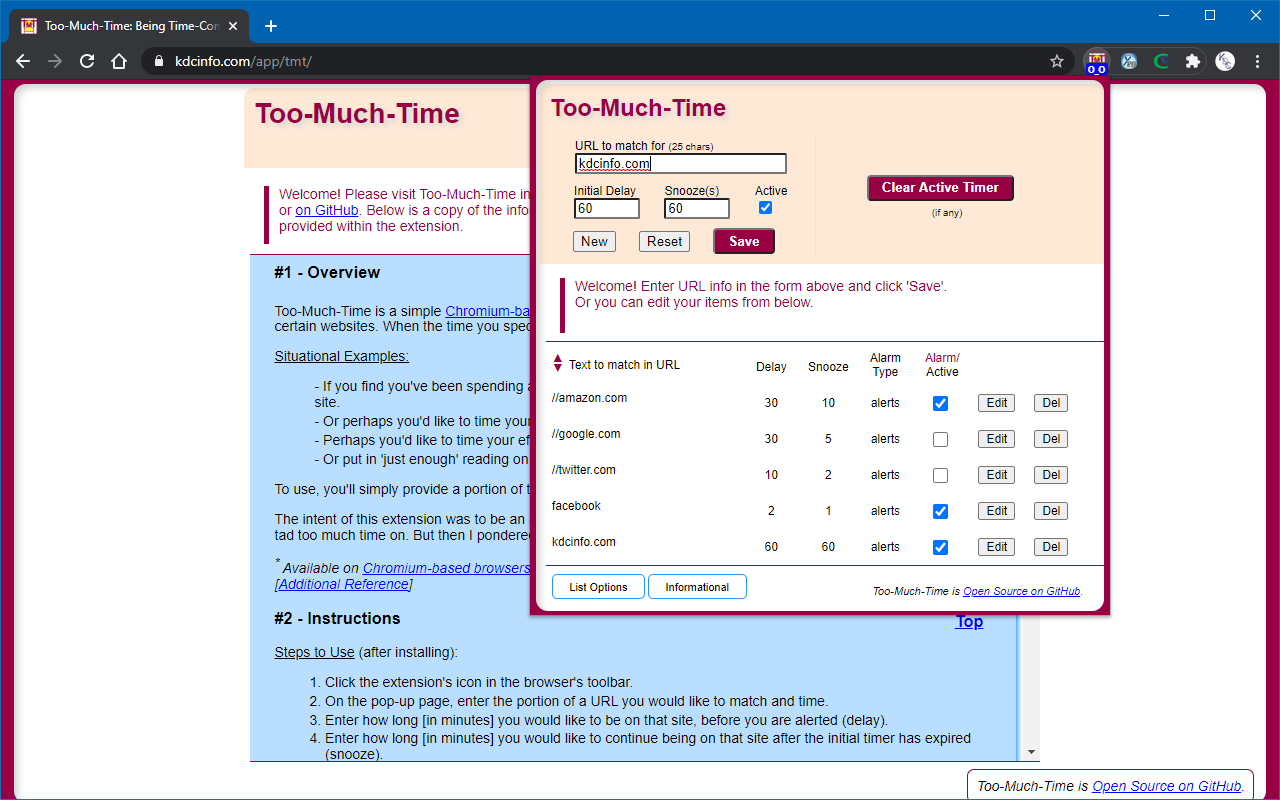 Too-Much-Time: Being Time-Con
kdcinfo.com/app/tmt/
Too-Much-Time
Welcome! Please visit Too-Much-Time in
or on GitHub. Below is a copy of the info
provided within the extension.
#1 - Overview
Too-Much-Time is a simple Chromium-ba
certain websites. When the time you spec
Situational Examples:
- If you find you've been spending a
site.
- Or perhaps you'd like to time your
- Perhaps you'd like to time your ef
- Or put in 'just enough' reading on
To use, you'll simply provide a portion of t
The intent of this extension was to be an
tad too much time on. But then I pondered
* Available on Chromium-based browsers
[Additional Reference]
#2 - Instructions
Top
Steps to Use (after installing):
1. Click the extension's icon in the browser's toolbar.
2. On the pop-up page, enter the portion of a URL you would like to match and time.
3. Enter how long [in minutes] you would like to be on that site, before you are alerted (delay).
4. Enter how long [in minutes] you would like to continue being on that site after the initial timer has expired
(snooze).
Too-Much-Time is Open Source on GitHub.
Too-Much-Time
URL to match for (25 chars)
kdcinfo.com
Initial Delay Snooze(s) Active
60 60
New Reset Save
Clear Active Timer
(if any)
Welcome! Enter URL info in the form above and click 'Save'.
Or you can edit your items from below.
Text to match in URL Delay Snooze Alarm Type Alarm/ Active
//amazon.com 30 10 alerts Edit Del
//google.com 30 5 alerts Edit Del
//twitter.com 10 2 alerts Edit Del
facebook 2 1 alerts Edit Del
kdcinfo.com 60 60 alerts Edit Del
List Options Informational
Too-Much-Time is Open Source on GitHub.